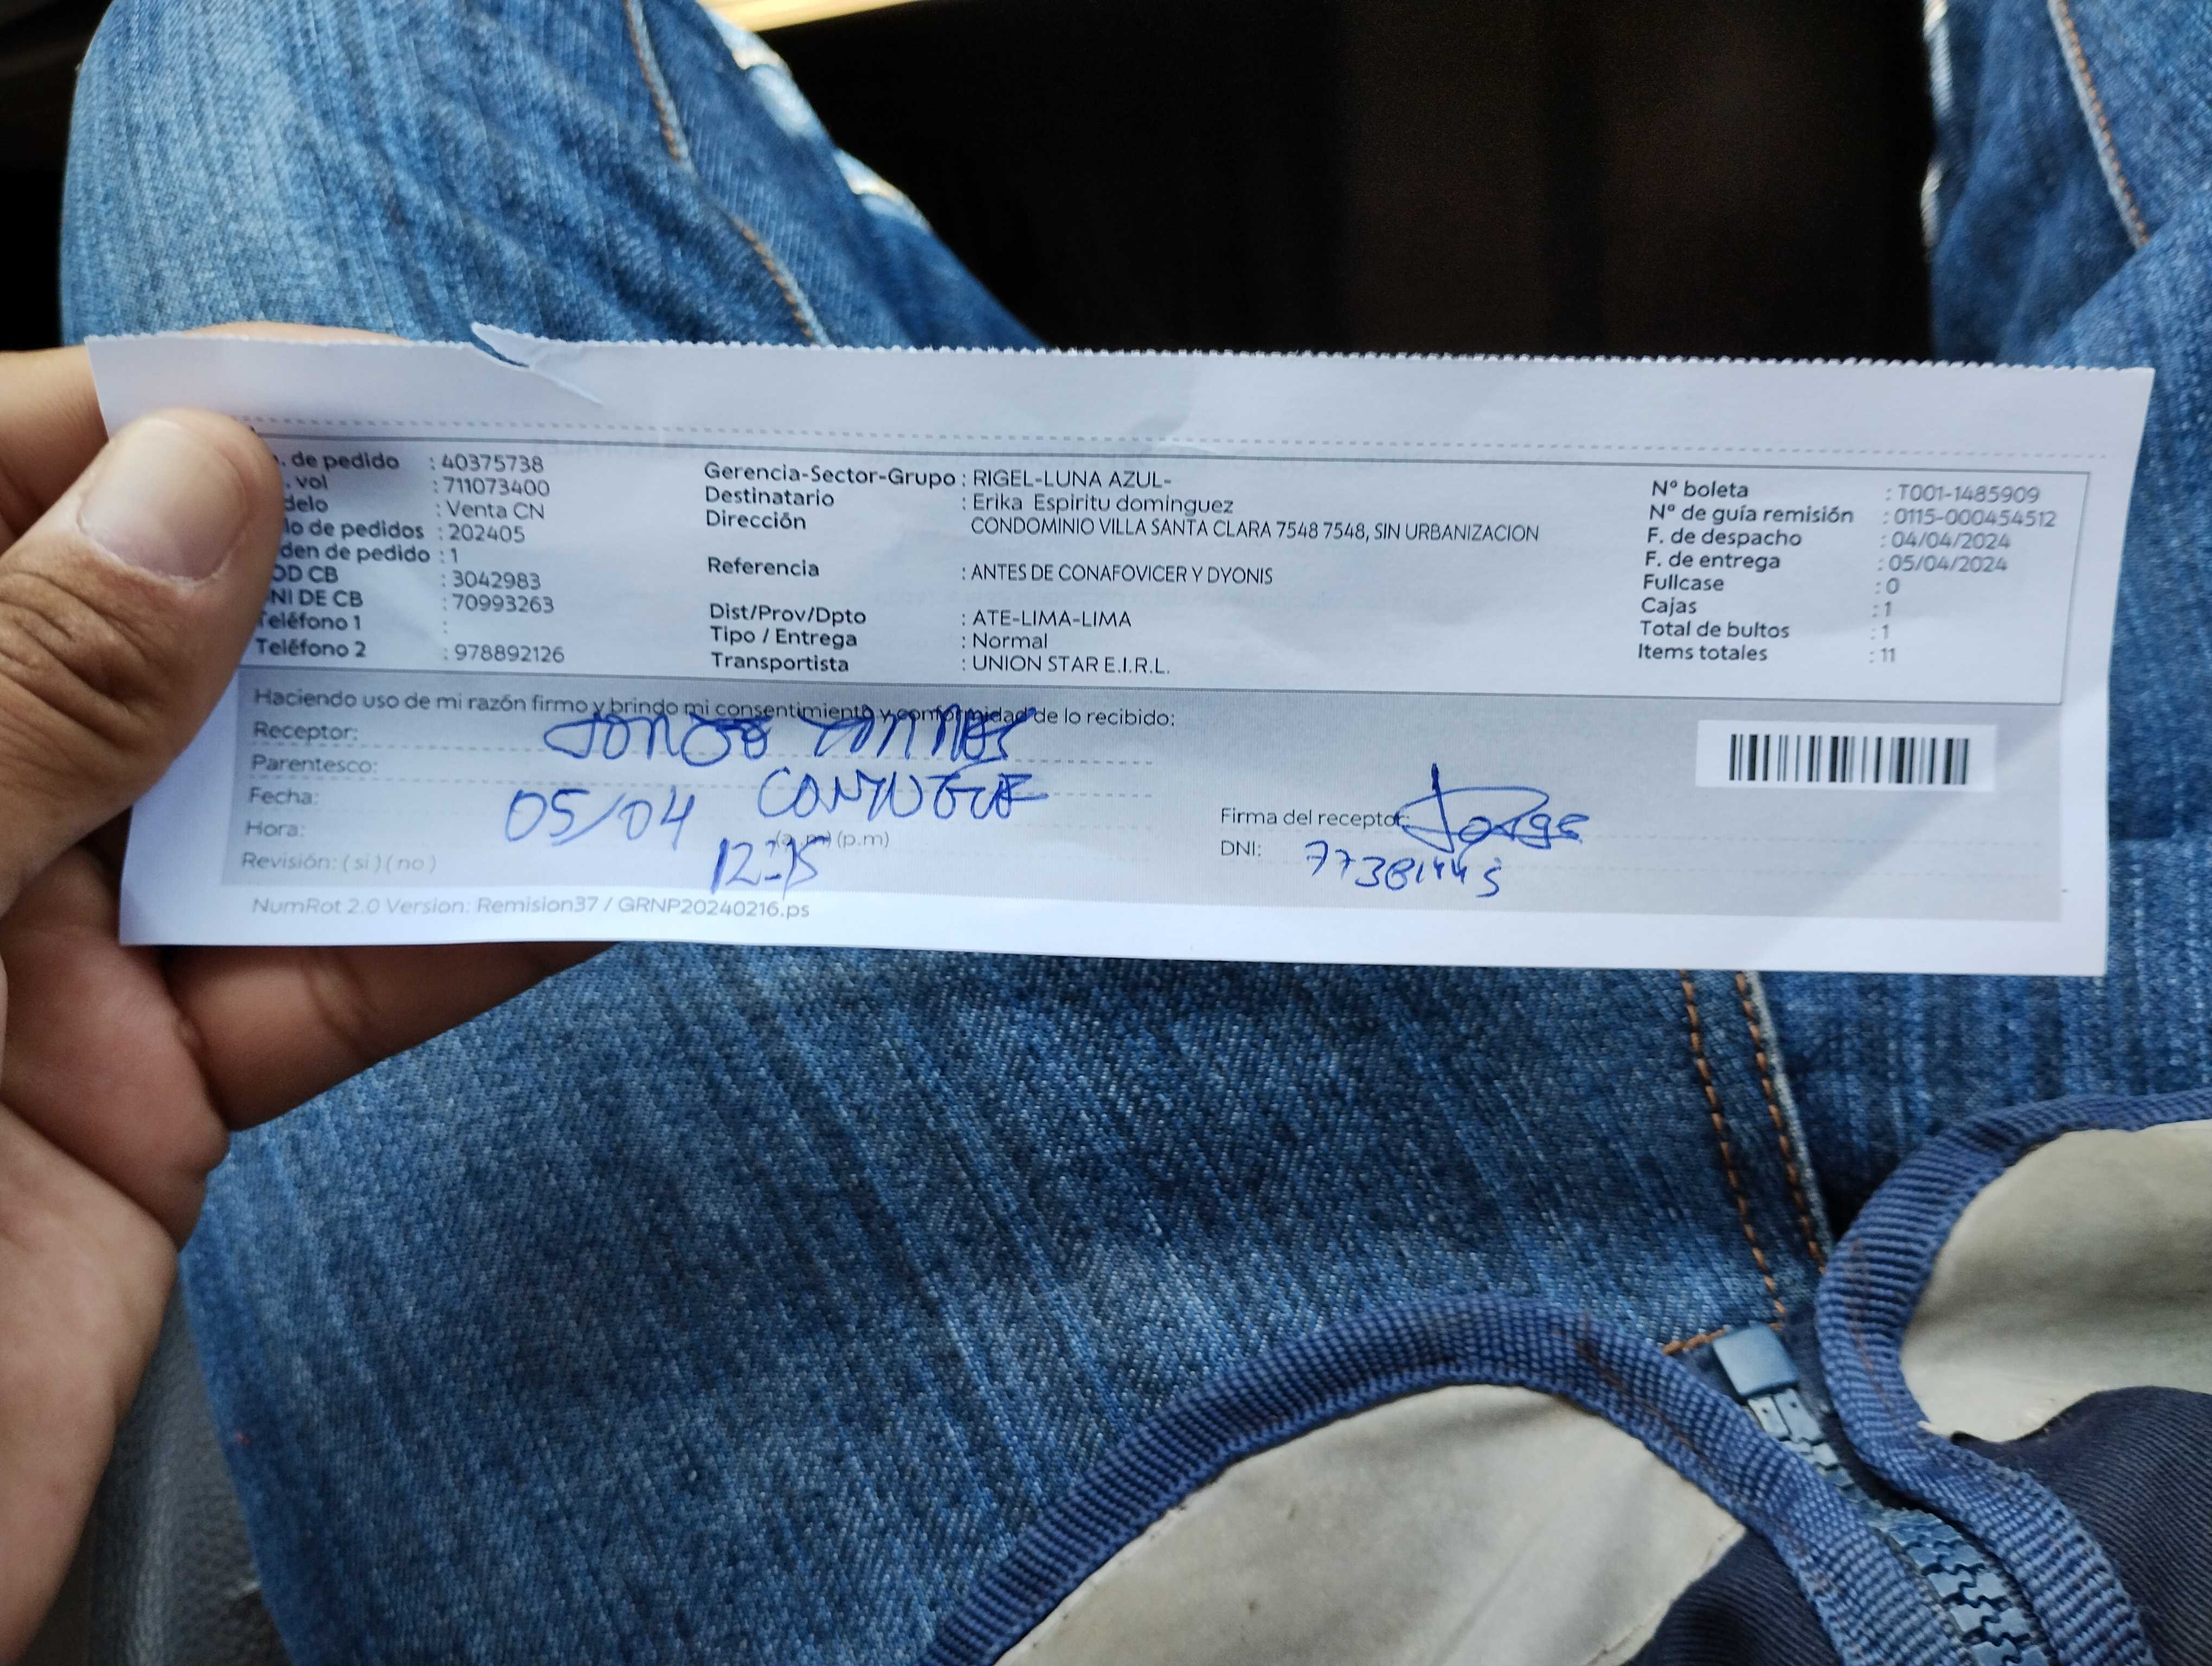 . de pedido : 40375738
. vol : 711073400
delo : Venta CN
lo de pedidos : 202405
den de pedido : 1
OD CB : 3042983
NI DE CB : 70993263
Teléfono 1 :
Teléfono 2 : 978892126
Gerencia-Sector-Grupo : RIGEL-LUNA AZUL-
Destinatario : Erika Espiritu dominguez
Dirección CONDOMINIO VILLA SANTA CLARA 7548 7548, SIN URBANIZACION
Referencia : ANTES DE CONAFOVICER Y DYONIS
Dist/Prov/Dpto : ATE-LIMA-LIMA
Tipo / Entrega : Normal
Transportista : UNION STAR E.I.R.L.
Nº boleta : T001-1485909
Nº de guía remisión : 0115-000454512
F. de despacho : 04/04/2024
F. de entrega : 05/04/2024
Fullcase : 0
Cajas : 1
Total de bultos : 1
Items totales : 11
Haciendo uso de mi razón firmo y brindo mi consentimiento y conformidad de lo recibido:
Receptor:
Parentesco: CONYUGUE
Fecha: 05/04
Hora: (a.m) (p.m)
Revisión: ( si ) ( no )
Firma del receptor: Jorge
DNI:
NumRot 2.0 Version: Remision37 / GRNP20240216.ps